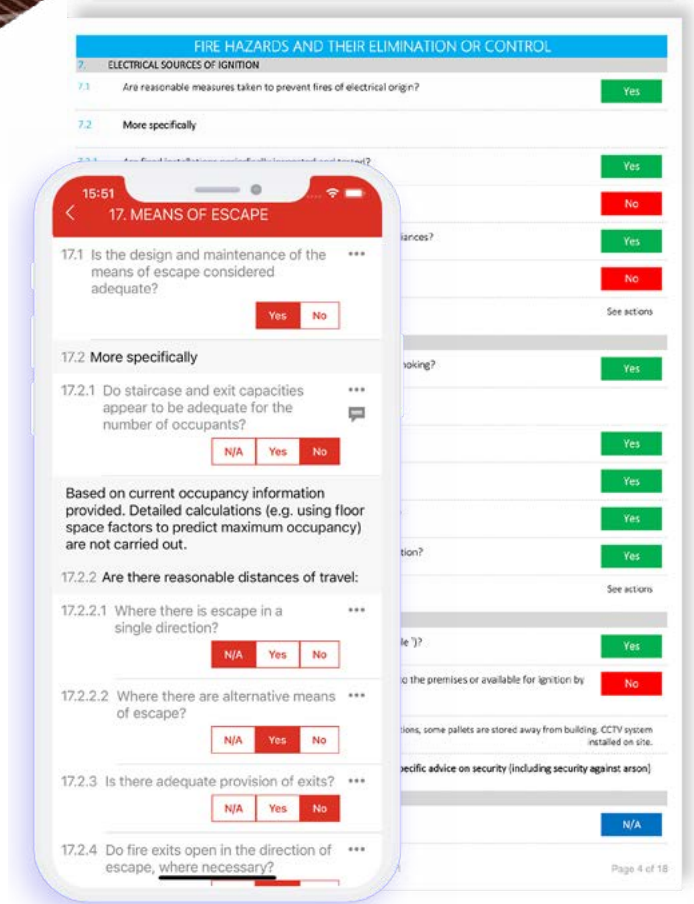 FIRE HAZARDS AND THEIR ELIMINATION OR CONTROL
7. ELECTRICAL SOURCES OF IGNITION
7.1 Are reasonable measures taken to prevent fires of electrical origin? Yes
7.2 More specifically
Yes
No
iances? Yes
No
See actions
noking? Yes
Yes
Yes
Yes
tion? Yes
See actions
le ')? Yes
to the premises or available for ignition by No
tions, some pallets are stored away from building. CCTV system
installed on site.
pecific advice on security (including security against arson)
N/A
Page 4 of 18
15:51
17. MEANS OF ESCAPE
17.1 Is the design and maintenance of the
means of escape considered
adequate?
Yes No
17.2 More specifically
17.2.1 Do staircase and exit capacities
appear to be adequate for the
number of occupants?
N/A Yes No
Based on current occupancy information
provided. Detailed calculations (e.g. using floor
space factors to predict maximum occupancy)
are not carried out.
17.2.2 Are there reasonable distances of travel:
17.2.2.1 Where there is escape in a
single direction?
N/A Yes No
17.2.2.2 Where there are alternative means
of escape?
N/A Yes No
17.2.3 Is there adequate provision of exits?
N/A Yes No
17.2.4 Do fire exits open in the direction of
escape, where necessary?